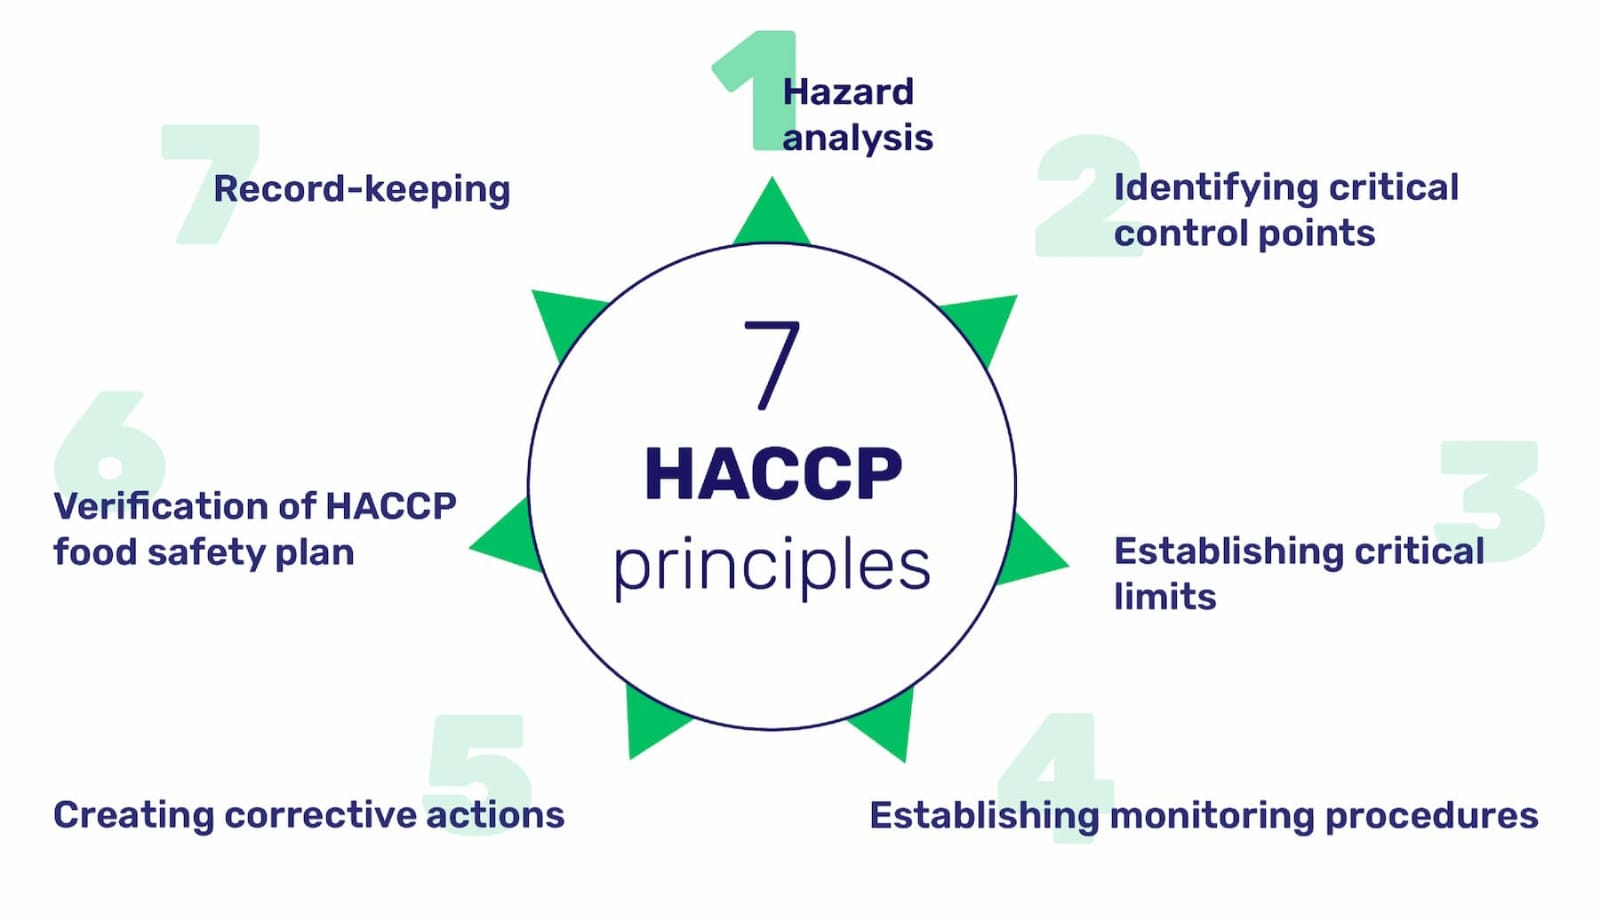 1
Hazard
analysis
2
Identifying critical
control points
3
Establishing critical
limits
4
Establishing monitoring procedures
5
Creating corrective actions
6
Verification of HACCP
food safety plan
7
Record-keeping
7
HACCP
principles